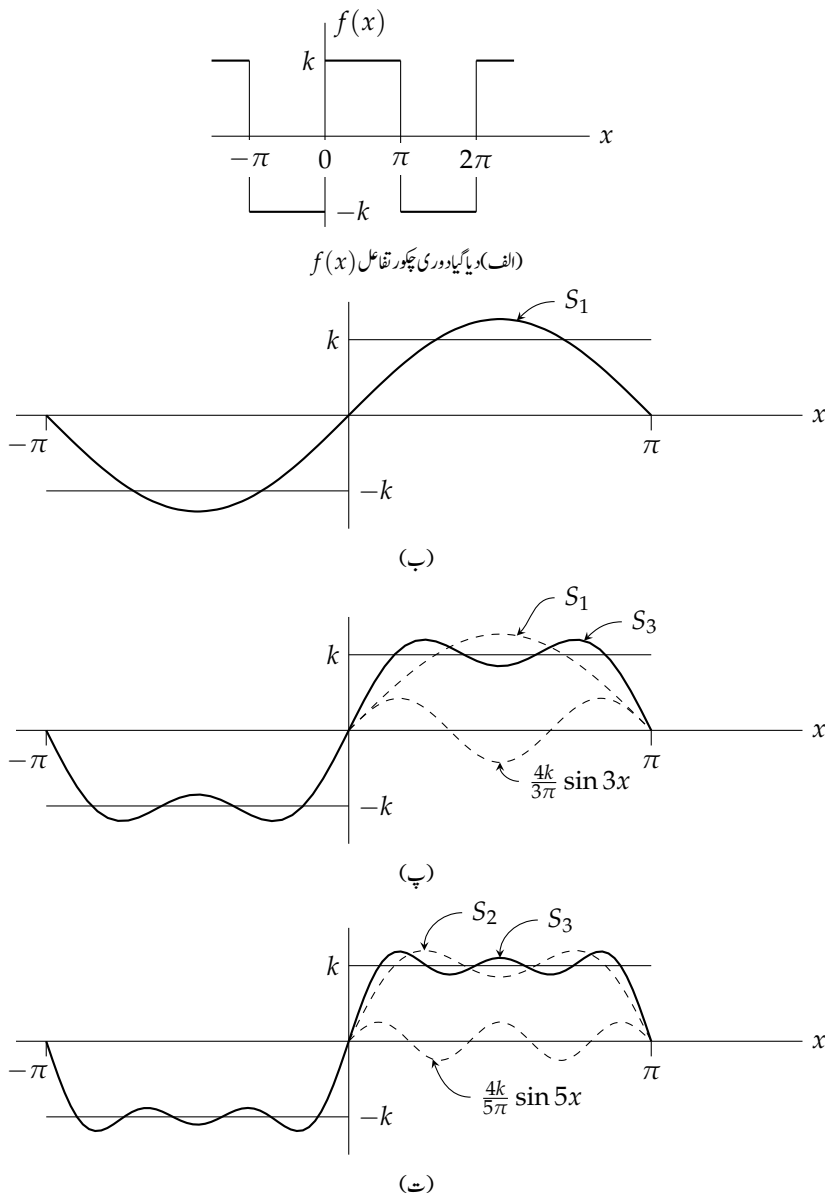 f(x)
k
x
−π 0 π 2π
−k
(الف) دیا گیا دوری چکور تفاعل f(x)
S₁
k
x
−π π
−k
(ب)
S₁
S₃
k
x
−π π
4k/3π sin 3x
−k
(پ)
S₂ S₃
k
x
−π π
4k/5π sin 5x
−k
(ت)